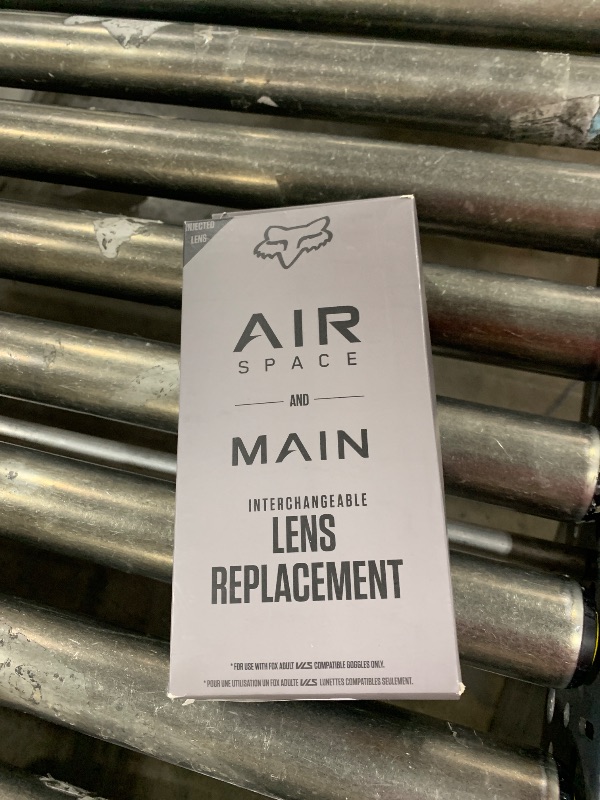 INJECTED
LENS
AIR
SPACE
AND
MAIN
INTERCHANGEABLE
LENS
REPLACEMENT
*FOR USE WITH FOX ADULT VLS COMPATIBLE GOGGLES ONLY.
*POUR UNE UTILISATION UN FOX ADULTE VLS LUNETTES COMPATIBLES SEULEMENT.